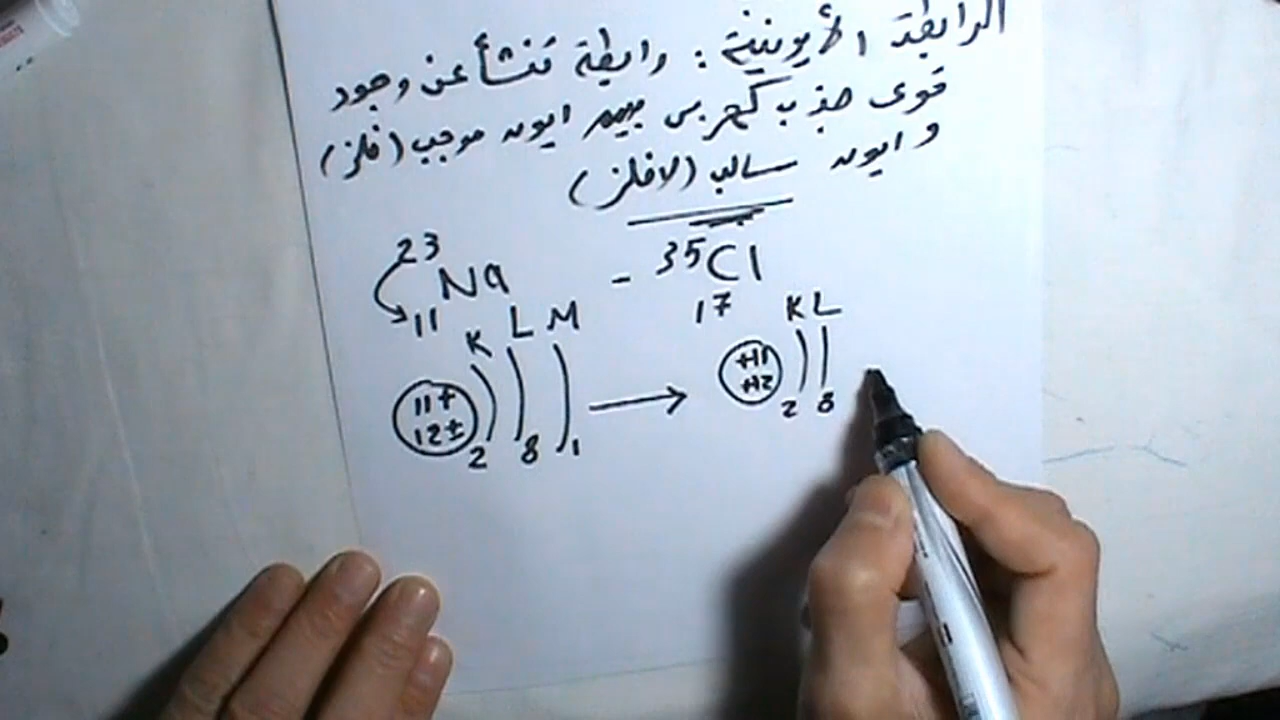 الرابطة الأيونية : رابطة تنشأ عن وجود
قوى جذب كهربي بين ايون موجب (فلز)
و ايون سالب (لافلز)
23 Na 11 - 35 Cl 17
K L M K L
11+ +11
12± +12
2 8 1 2 8